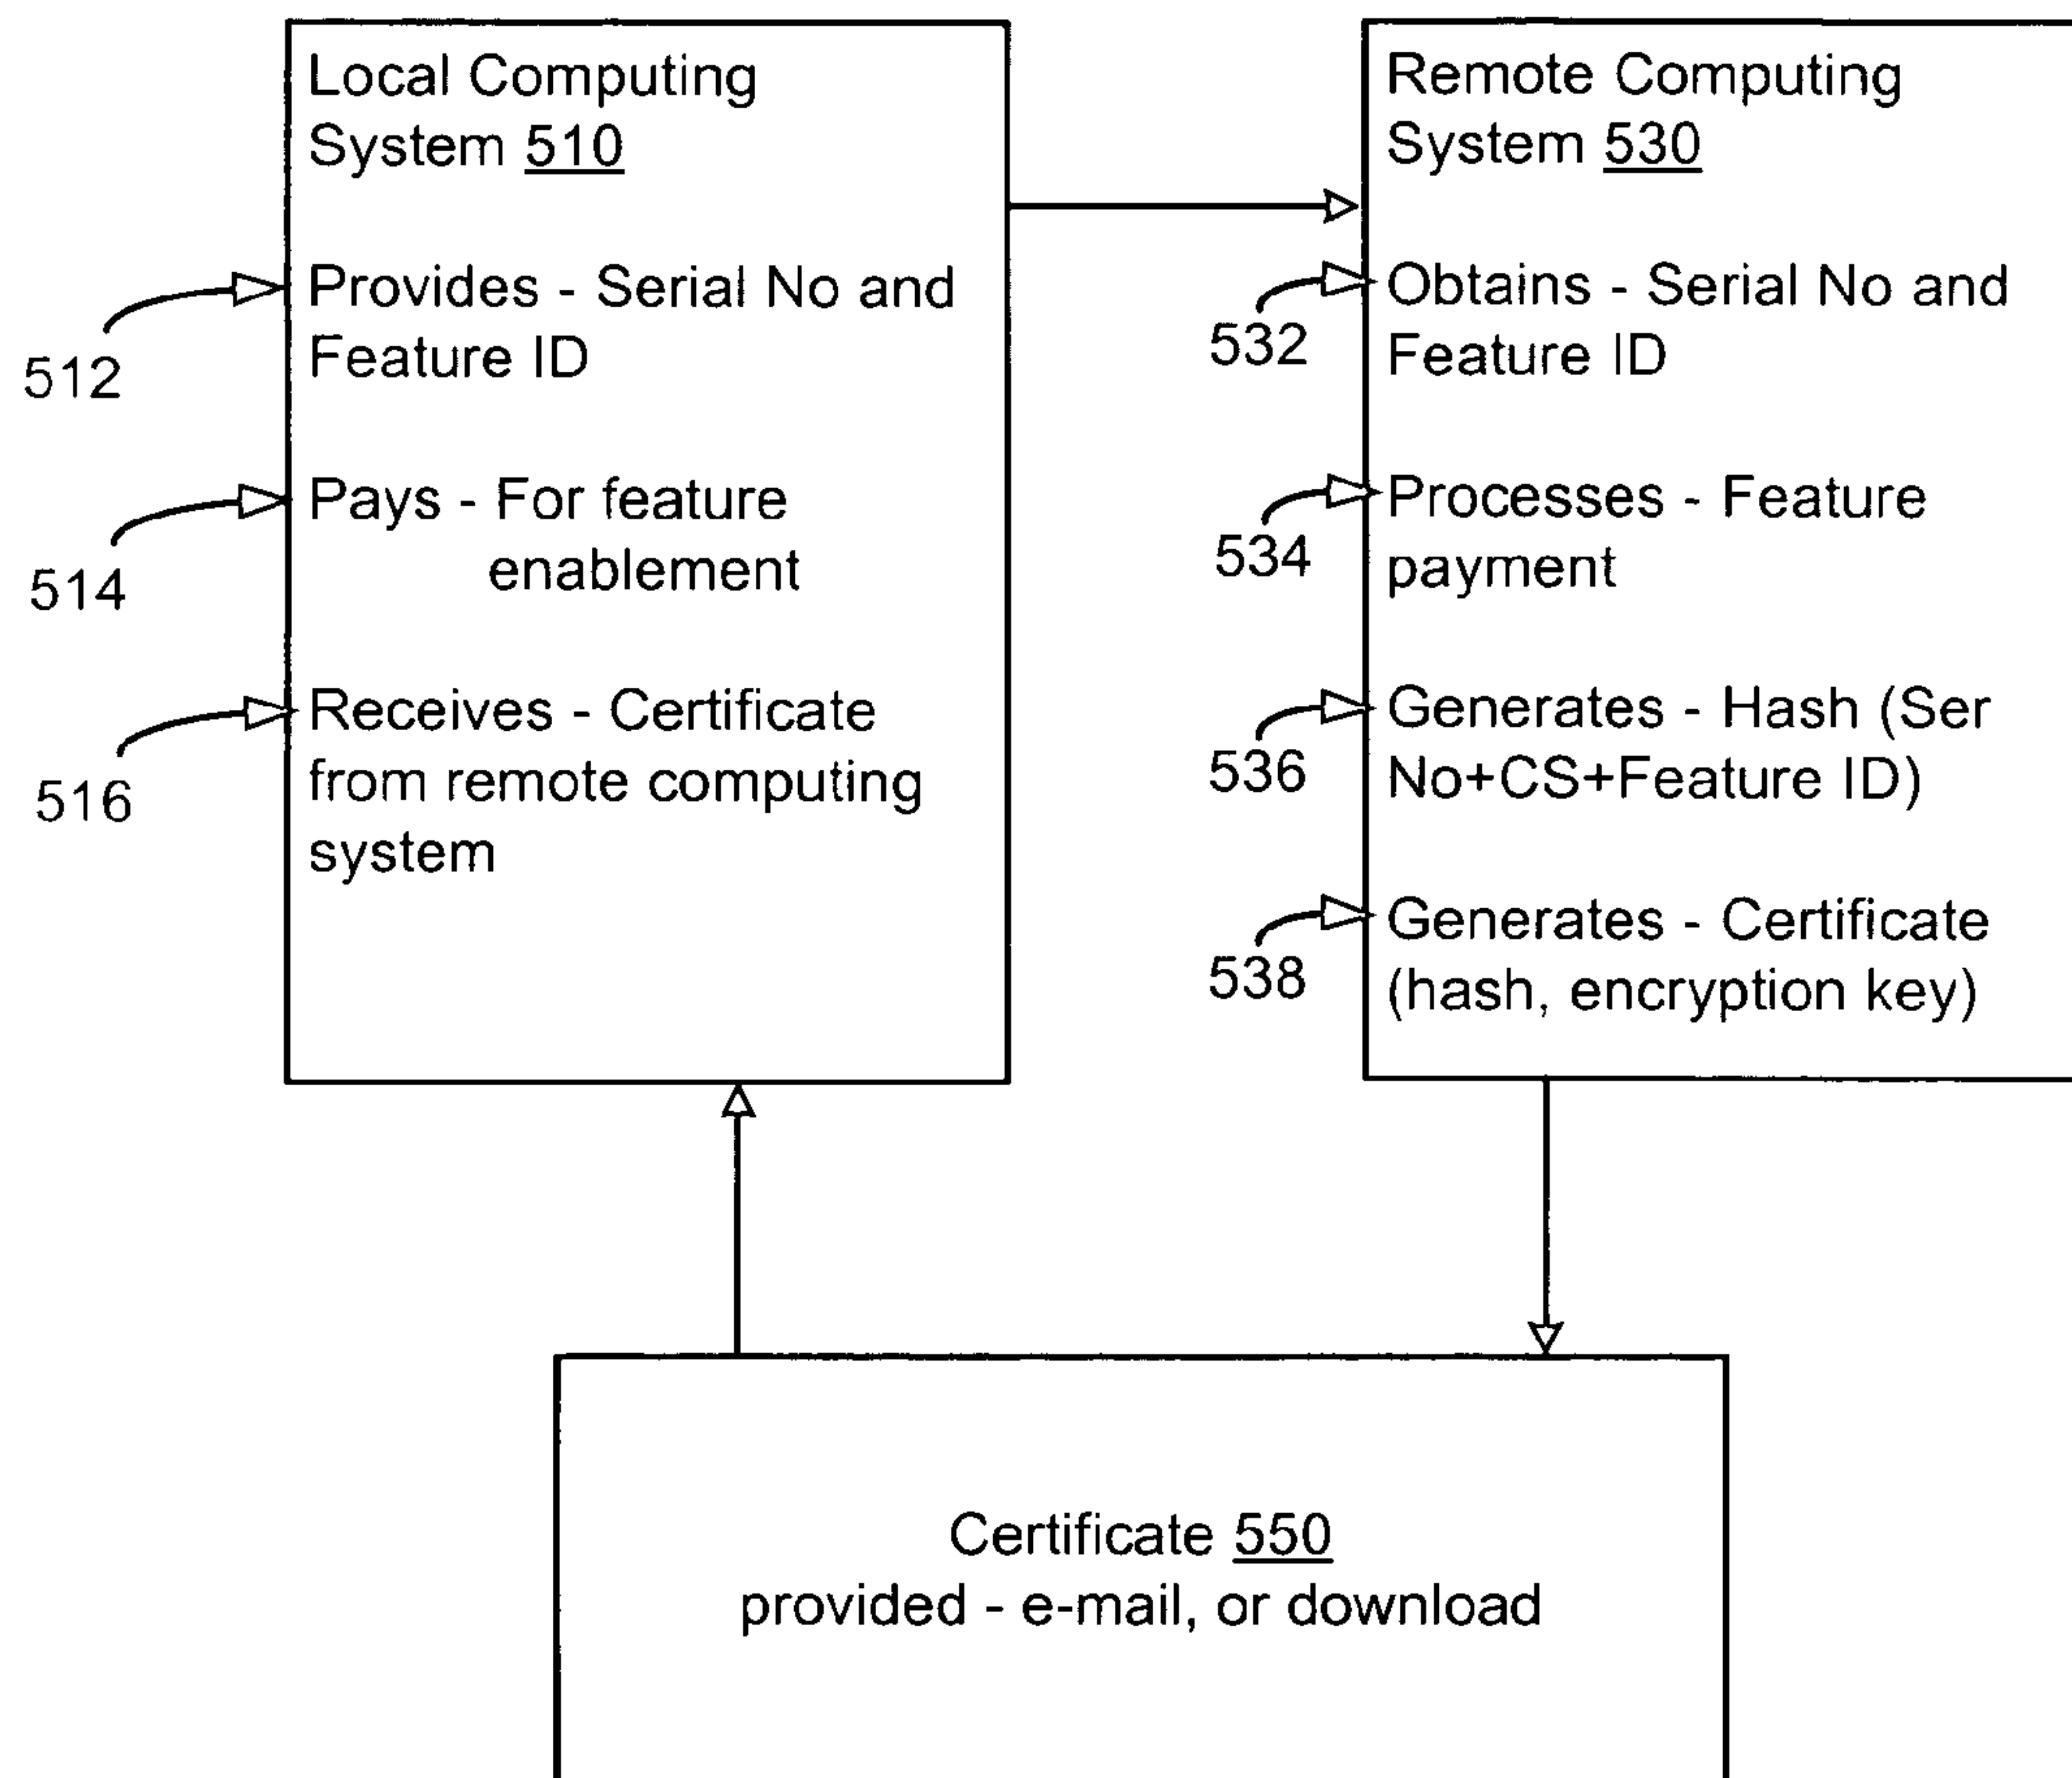 Local Computing
System 510
512
Provides - Serial No and
Feature ID
514
Pays - For feature
enablement
516
Receives - Certificate
from remote computing
system
Remote Computing
System 530
532
Obtains - Serial No and
Feature ID
534
Processes - Feature
payment
536
Generates - Hash (Ser
No+CS+Feature ID)
538
Generates - Certificate
(hash, encryption key)
Certificate 550
provided - e-mail, or download